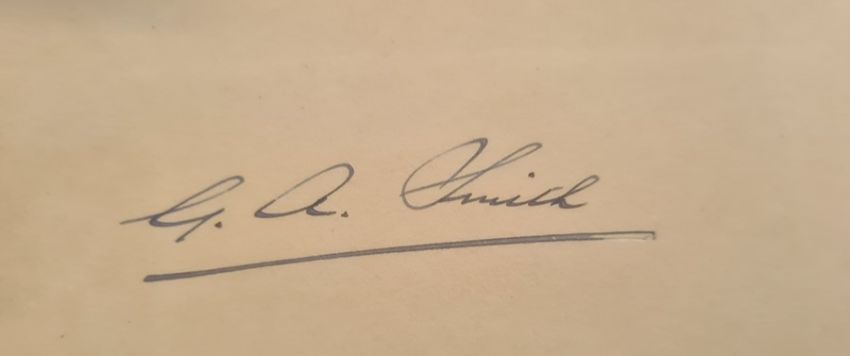 G. A. Smith